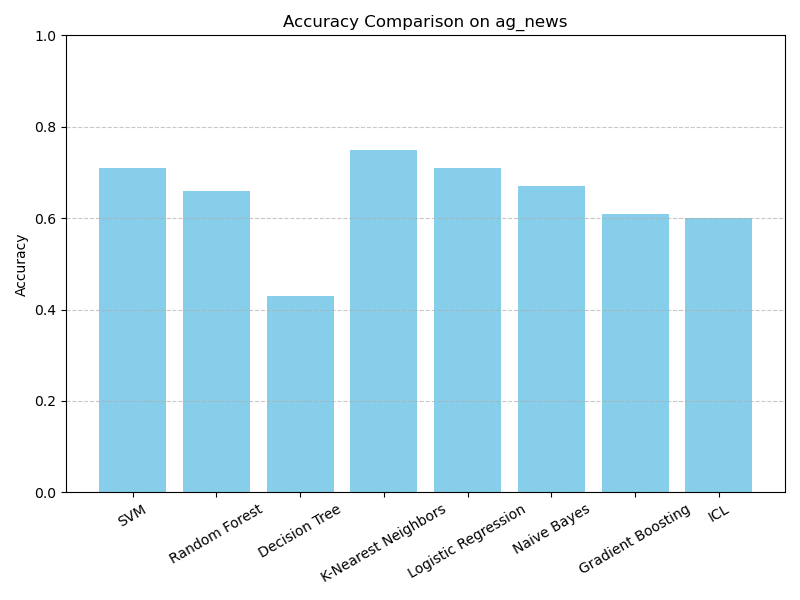 Accuracy Comparison on ag_news
1.0
0.8
0.6
0.4
0.2
0.0
Accuracy
SVM
Random Forest
Decision Tree
K-Nearest Neighbors
Logistic Regression
Naive Bayes
Gradient Boosting
ICL